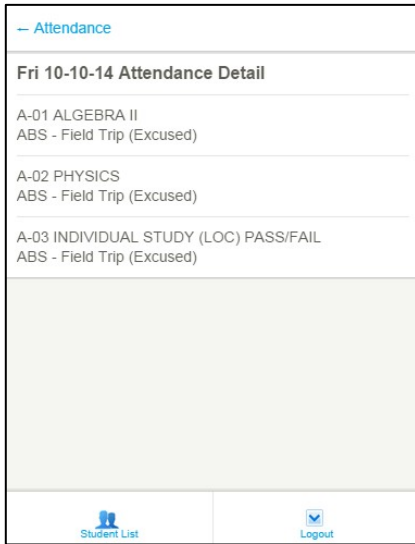 ← Attendance
Fri 10-10-14 Attendance Detail
A-01 ALGEBRA II
ABS - Field Trip (Excused)
A-02 PHYSICS
ABS - Field Trip (Excused)
A-03 INDIVIDUAL STUDY (LOC) PASS/FAIL
ABS - Field Trip (Excused)
Student List
Logout